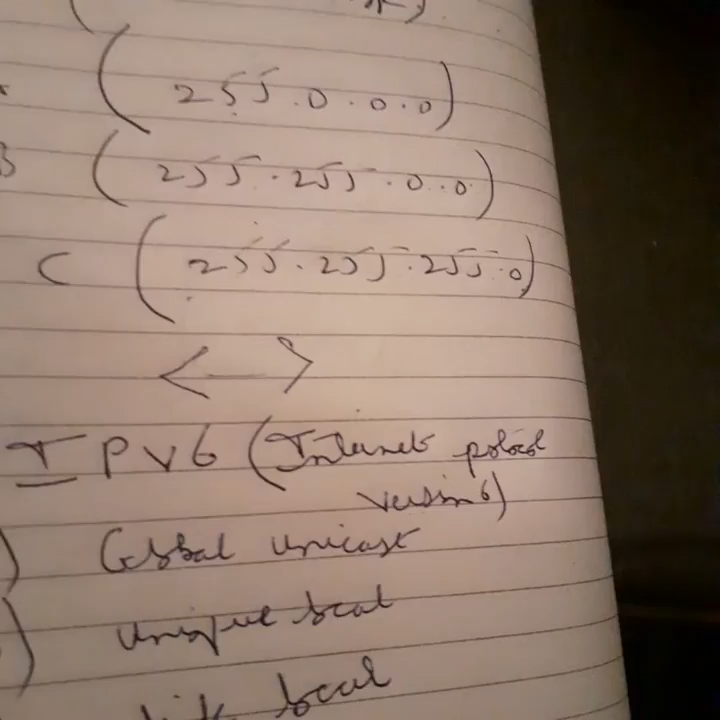 (255.0.0.0)
B (255.255.0.0)
C (255.255.255.0)
IPV6 (Internet potocol
Version 6)
) Global unicast
) unique local
link local